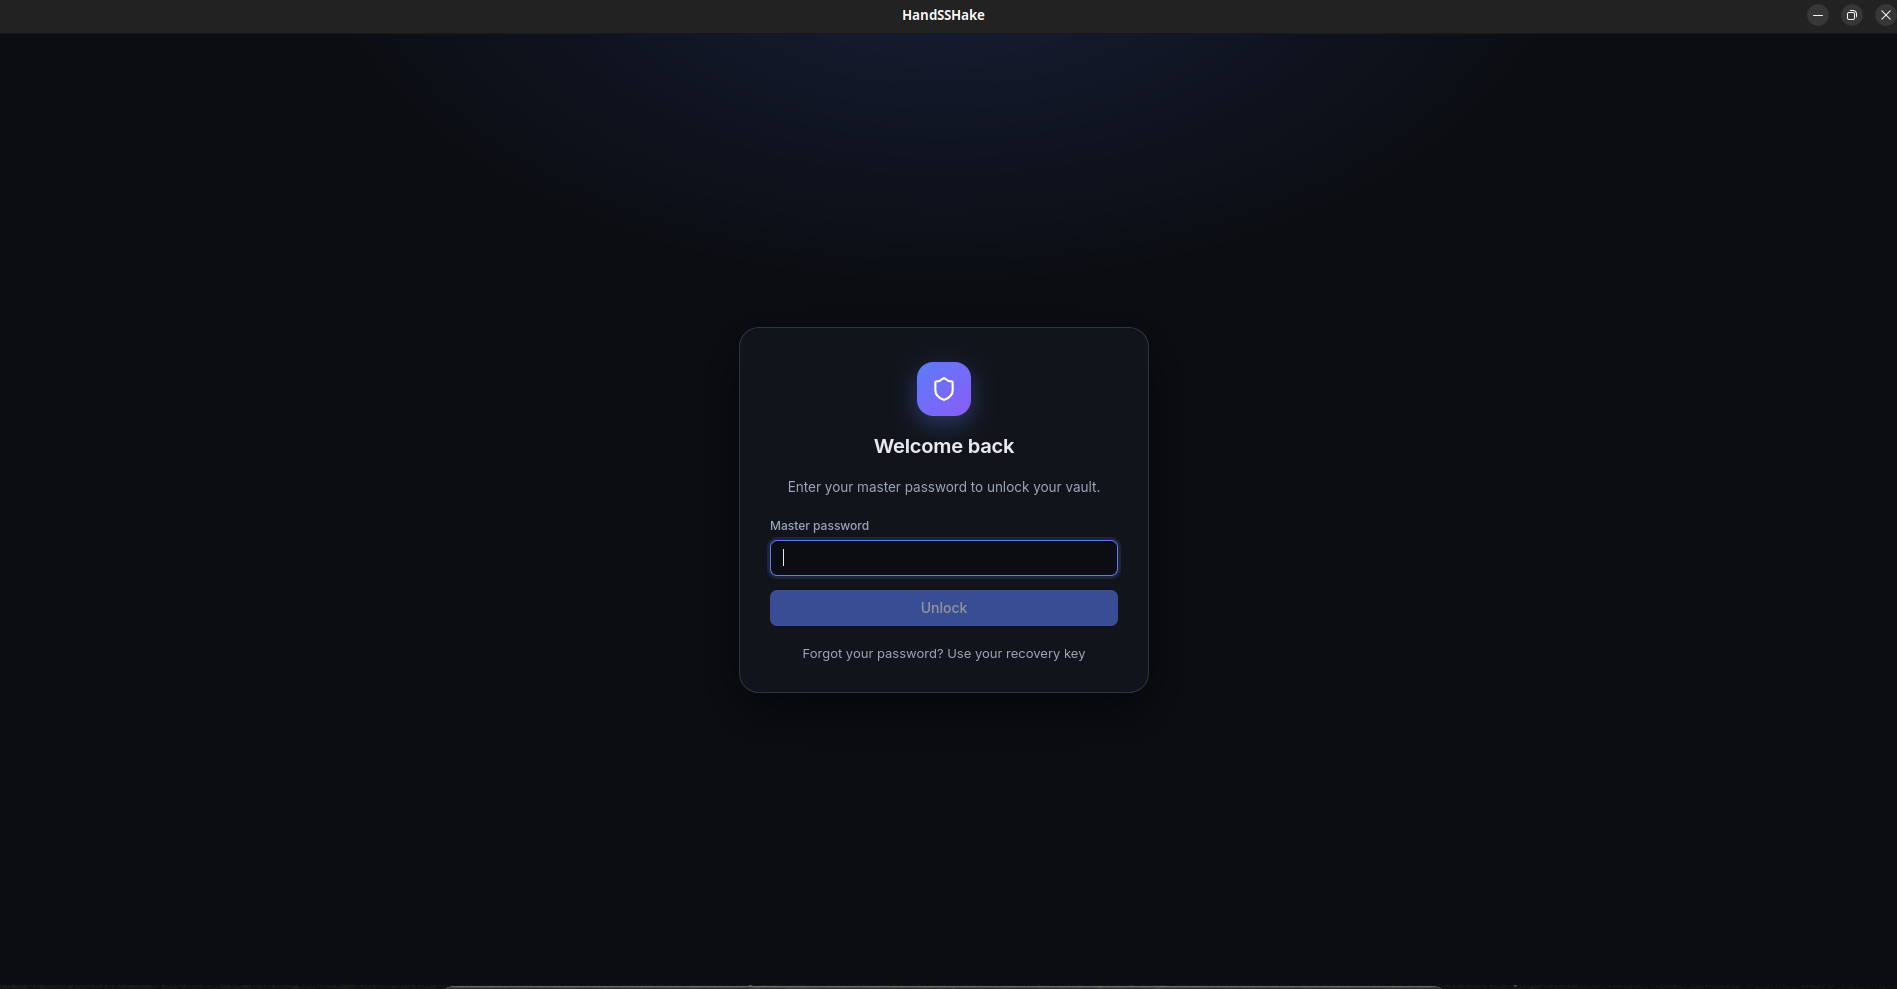 HandSSHake
Welcome back
Enter your master password to unlock your vault.
Master password
Unlock
Forgot your password? Use your recovery key